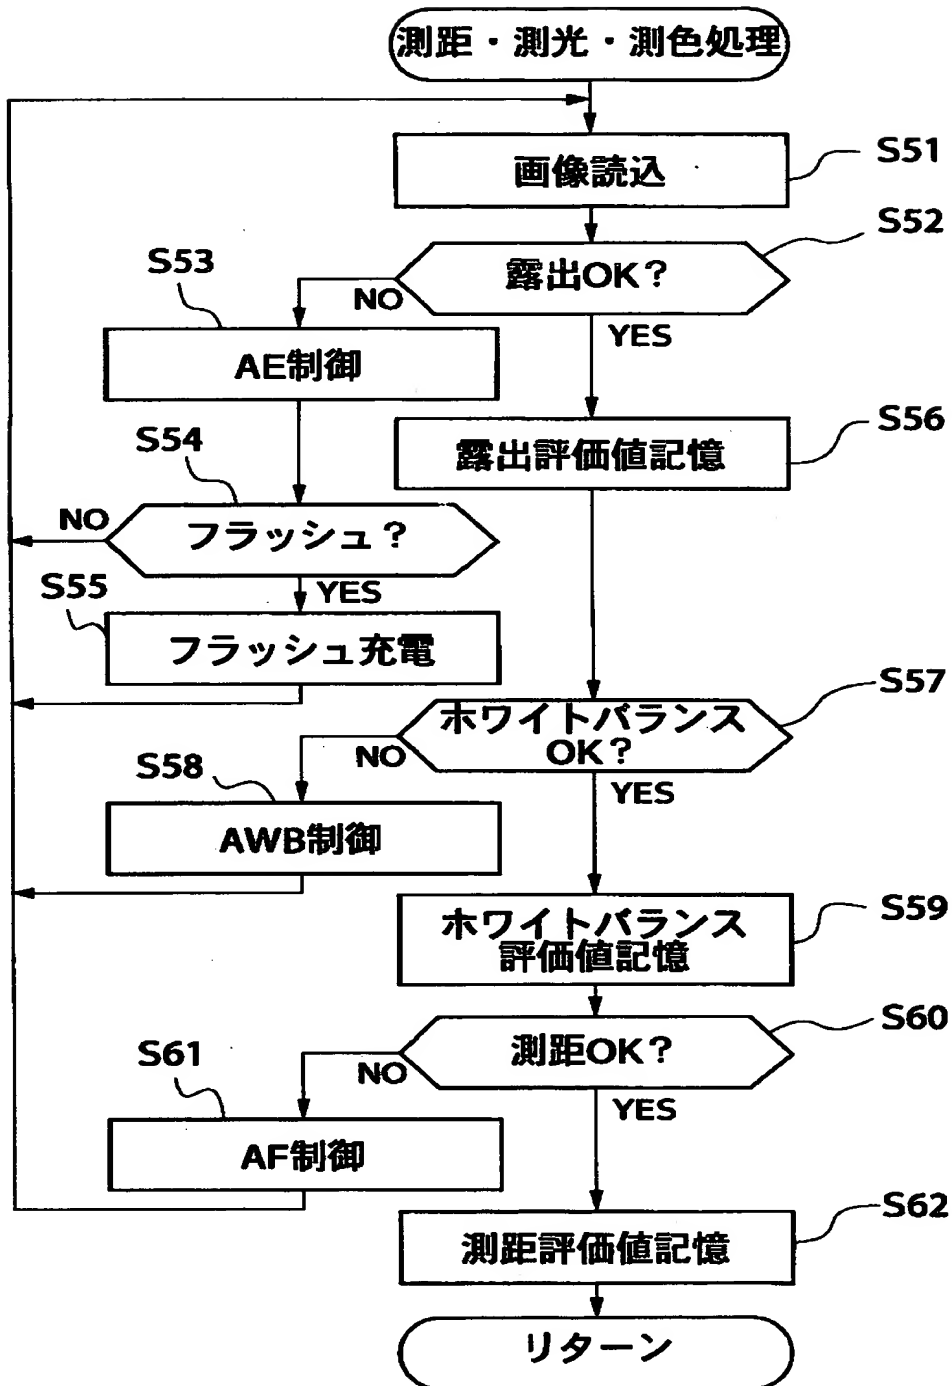 測距・測光・測色処理
画像読込
S51
露出OK?
S52
NO
YES
S53
AE制御
S54
フラッシュ?
NO
YES
S55
フラッシュ充電
露出評価値記憶
S56
ホワイトバランス
OK?
S57
NO
YES
S58
AWB制御
ホワイトバランス
評価値記憶
S59
測距OK?
S60
NO
YES
S61
AF制御
測距評価値記憶
S62
リターン